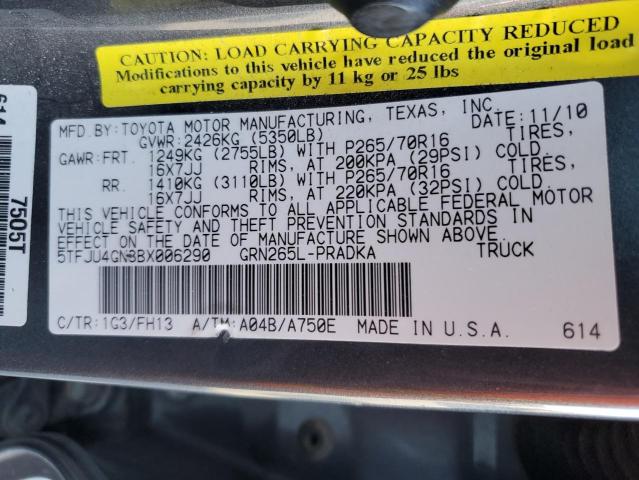 CAUTION: LOAD CARRYING CAPACITY REDUCED
Modifications to this vehicle have reduced the original load
carrying capacity by 11 kg or 25 lbs
MFD.BY:TOYOTA MOTOR MANUFACTURING, TEXAS, INC.
GVWR:2426KG (5350LB) DATE:11/10
GAWR:FRT. 1249KG (2755LB) WITH P265/70R16 TIRES,
16X7JJ RIMS, AT 200KPA (29PSI) COLD.
RR. 1410KG (3110LB) WITH P265/70R16 TIRES,
16X7JJ RIMS, AT 220KPA (32PSI) COLD.
THIS VEHICLE CONFORMS TO ALL APPLICABLE FEDERAL MOTOR
VEHICLE SAFETY AND THEFT PREVENTION STANDARDS IN
EFFECT ON THE DATE OF MANUFACTURE SHOWN ABOVE.
5TFJU4GN8BX006290 GRN265L-PRADKA TRUCK
C/TR:1G3/FH13 A/TM:A04B/A750E MADE IN U.S.A. 614
7505T
614